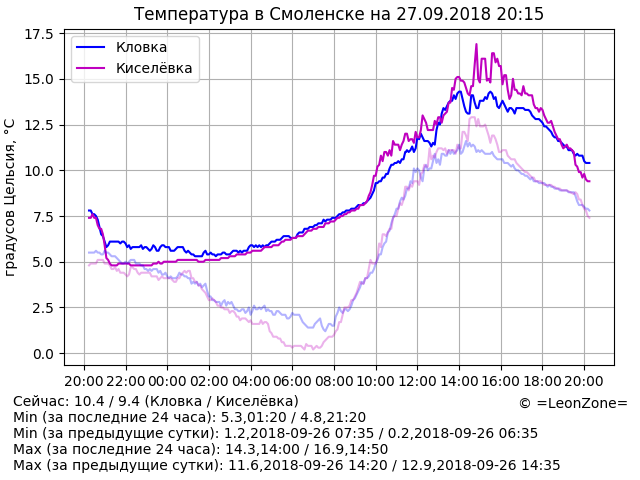 Температура в Смоленске на 27.09.2018 20:15
17.5
15.0
12.5
10.0
7.5
5.0
2.5
0.0
градусов Цельсия, °C
Кловка
Киселёвка
20:00 22:00 00:00 02:00 04:00 06:00 08:00 10:00 12:00 14:00 16:00 18:00 20:00
Сейчас: 10.4 / 9.4 (Кловка / Киселёвка)
© =LeonZone=
Min (за последние 24 часа): 5.3,01:20 / 4.8,21:20
Min (за предыдущие сутки): 1.2,2018-09-26 07:35 / 0.2,2018-09-26 06:35
Max (за последние 24 часа): 14.3,14:00 / 16.9,14:50
Max (за предыдущие сутки): 11.6,2018-09-26 14:20 / 12.9,2018-09-26 14:35